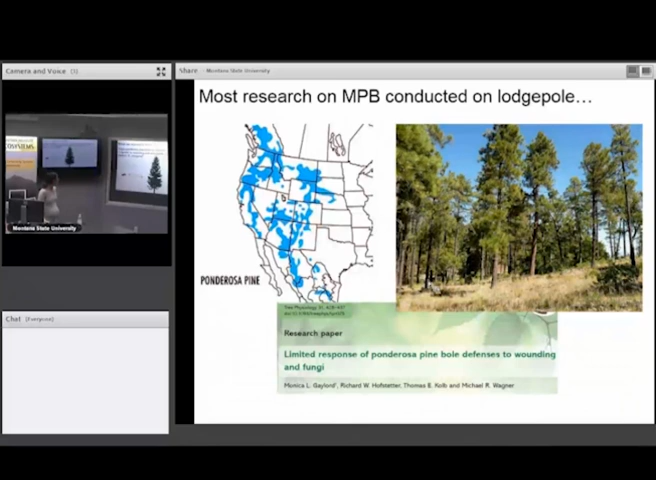 Camera and Voice (3)
COSYSTEMS
Montana State University
Chat (Everyone)
Share - Montana State University
Most research on MPB conducted on lodgepole…
PONDEROSA PINE
Research paper
Limited response of ponderosa pine bole defenses to wounding
and fungi
Monica L. Gaylord, Richard W. Hofstetter, Thomas E. Kolb and Michael R. Wagner